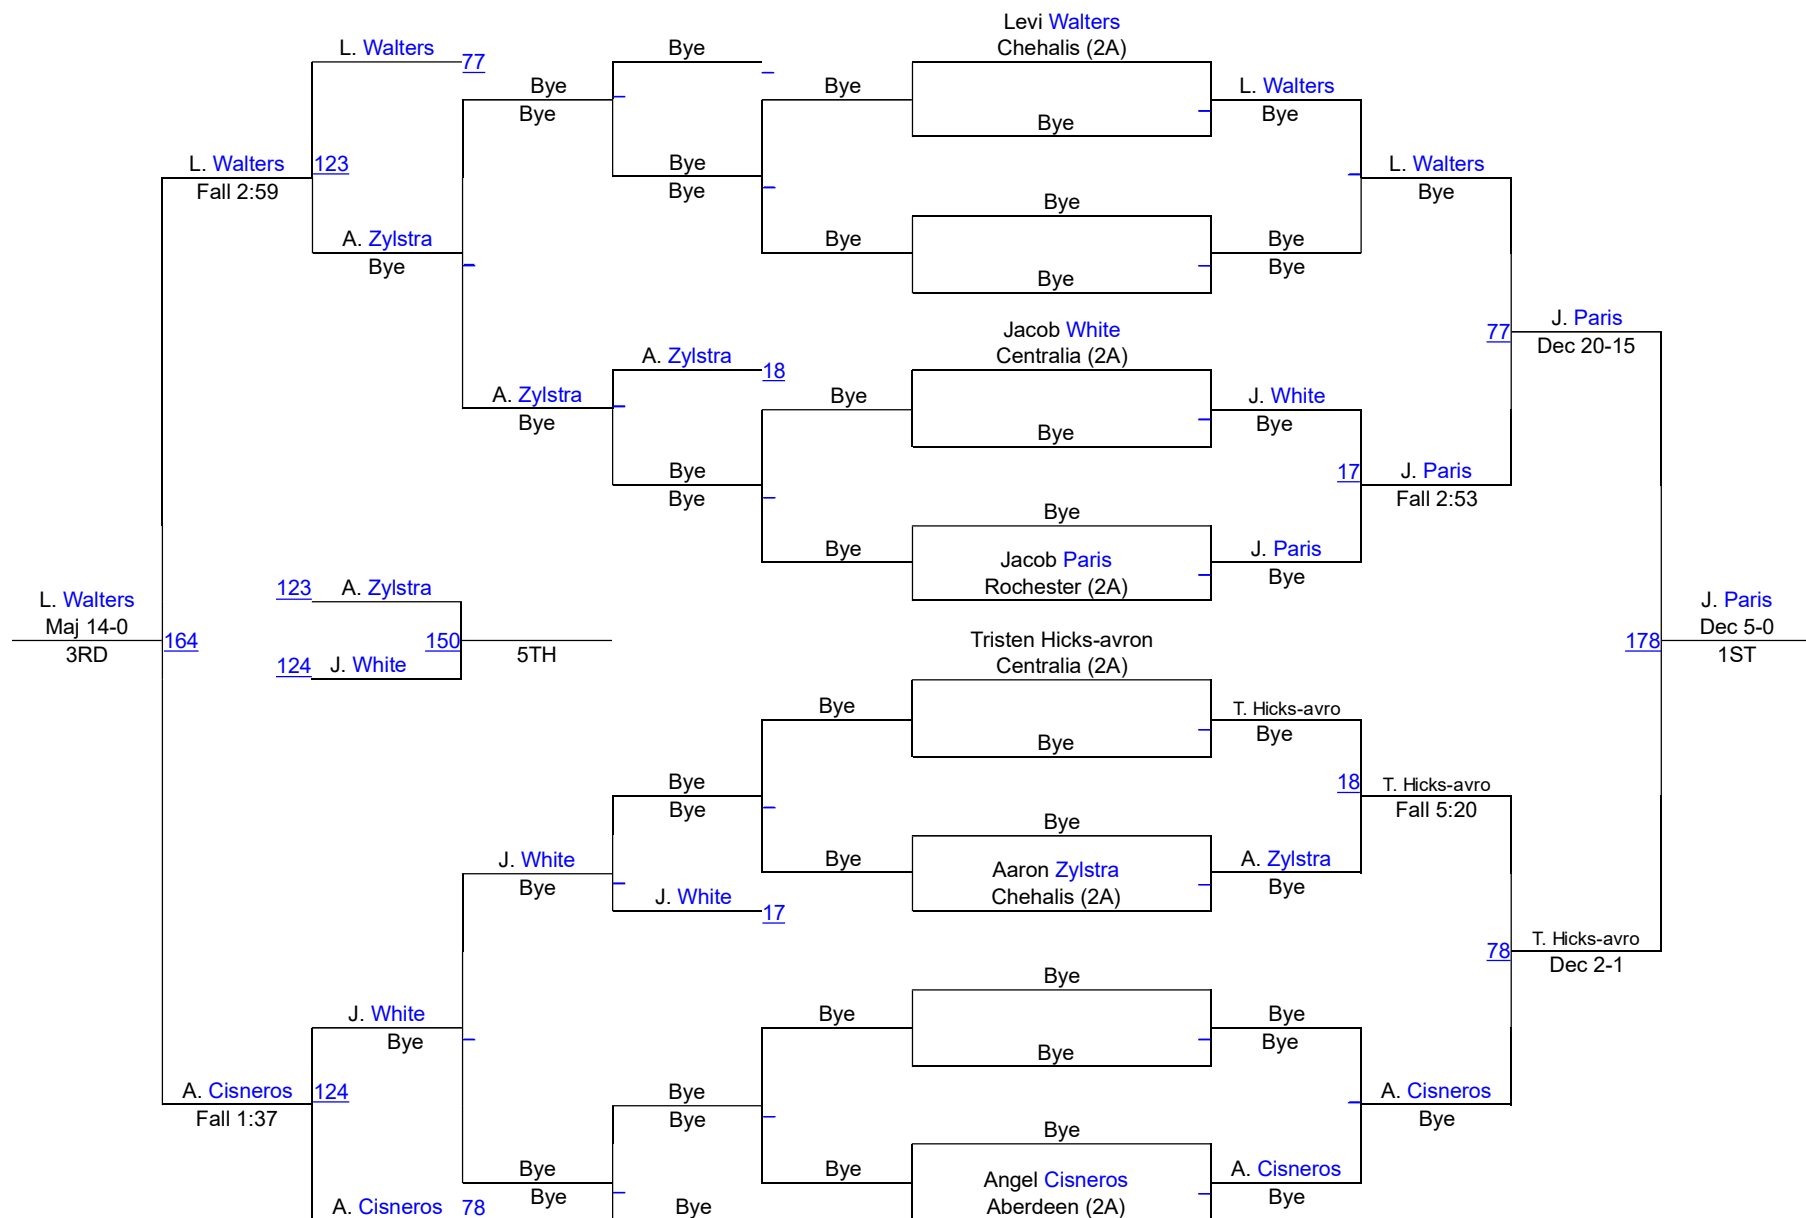 Levi Walters
L. Walters 77 Bye Chehalis (2A)
Bye Bye L. Walters
Bye Bye Bye
L. Walters 123 Bye L. Walters
Fall 2:59 Bye Bye
Bye
A. Zylstra Bye Bye
Bye Bye
Bye
Jacob White 77 J. Paris
A. Zylstra 18 Centralia (2A) Dec 20-15
A. Zylstra Bye J. White
Bye Bye Bye
Bye 17 J. Paris
Bye Fall 2:53
Bye
Bye Jacob Paris J. Paris
123 A. Zylstra Rochester (2A) Bye
L. Walters J. Paris
Maj 14-0 Dec 5-0
3RD 164 150 5TH Tristen Hicks-avron 178 1ST
124 J. White Centralia (2A)
Bye T. Hicks-avro
Bye Bye
Bye 18 T. Hicks-avro
Bye Fall 5:20
Bye
J. White Bye Aaron Zylstra A. Zylstra
Bye Chehalis (2A) Bye
J. White 17
78 T. Hicks-avro
Dec 2-1
Bye
J. White Bye Bye
Bye Bye Bye
A. Cisneros 124 Bye A. Cisneros
Fall 1:37 Bye Bye
Bye
Bye Bye Angel Cisneros A. Cisneros
Bye Bye
A. Cisneros 78 Bye Aberdeen (2A)